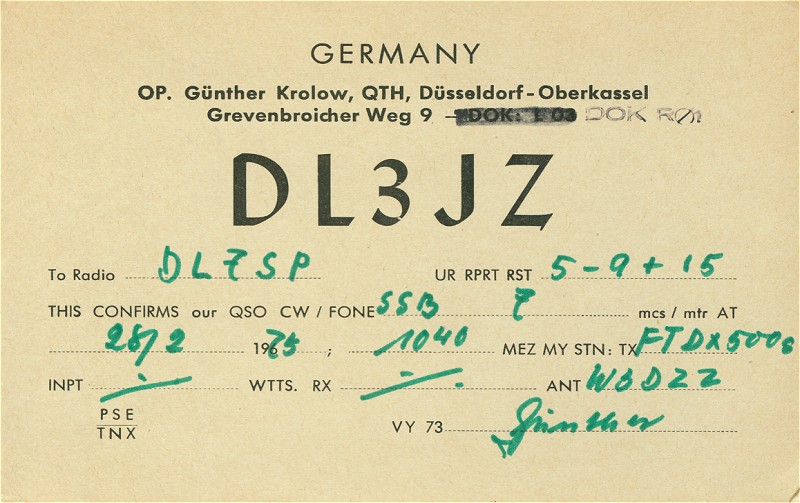 GERMANY
OP. Günther Krolow, QTH, Düsseldorf-Oberkassel
Grevenbroicher Weg 9 - DOK: E 03 DOK R01
DL3JZ
To Radio DL7SP UR RPRT RST 5-9+15
THIS CONFIRMS our QSO CW / FONE SSB 7 mcs / mtr AT
28/2 1975 ; 1040 MEZ MY STN: TX FTDX500s
INPT WTTS. RX ANT W3DZZ
PSE
TNX
VY 73 Günther